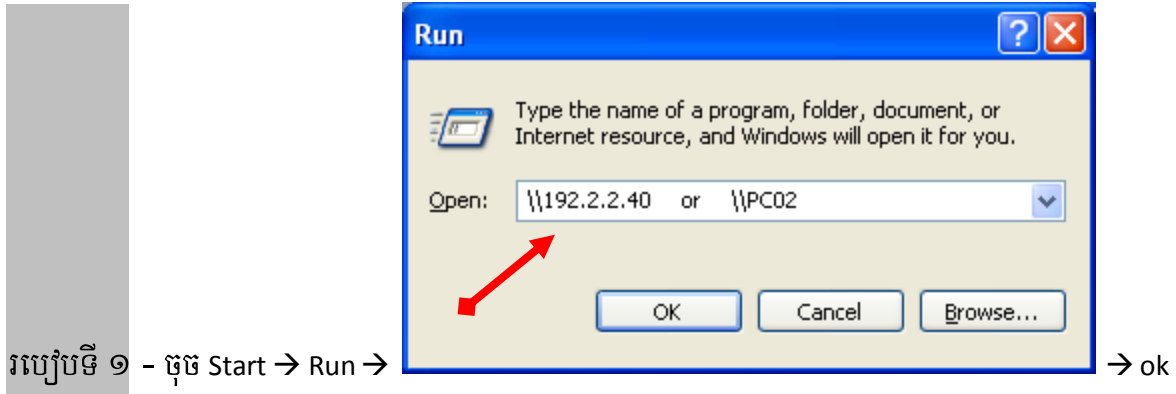 Run
Type the name of a program, folder, document, or
Internet resource, and Windows will open it for you.
Open: \\192.2.2.40 or \\PC02
OK Cancel Browse...
របៀបទី ១ - ចុច Start → Run → → ok